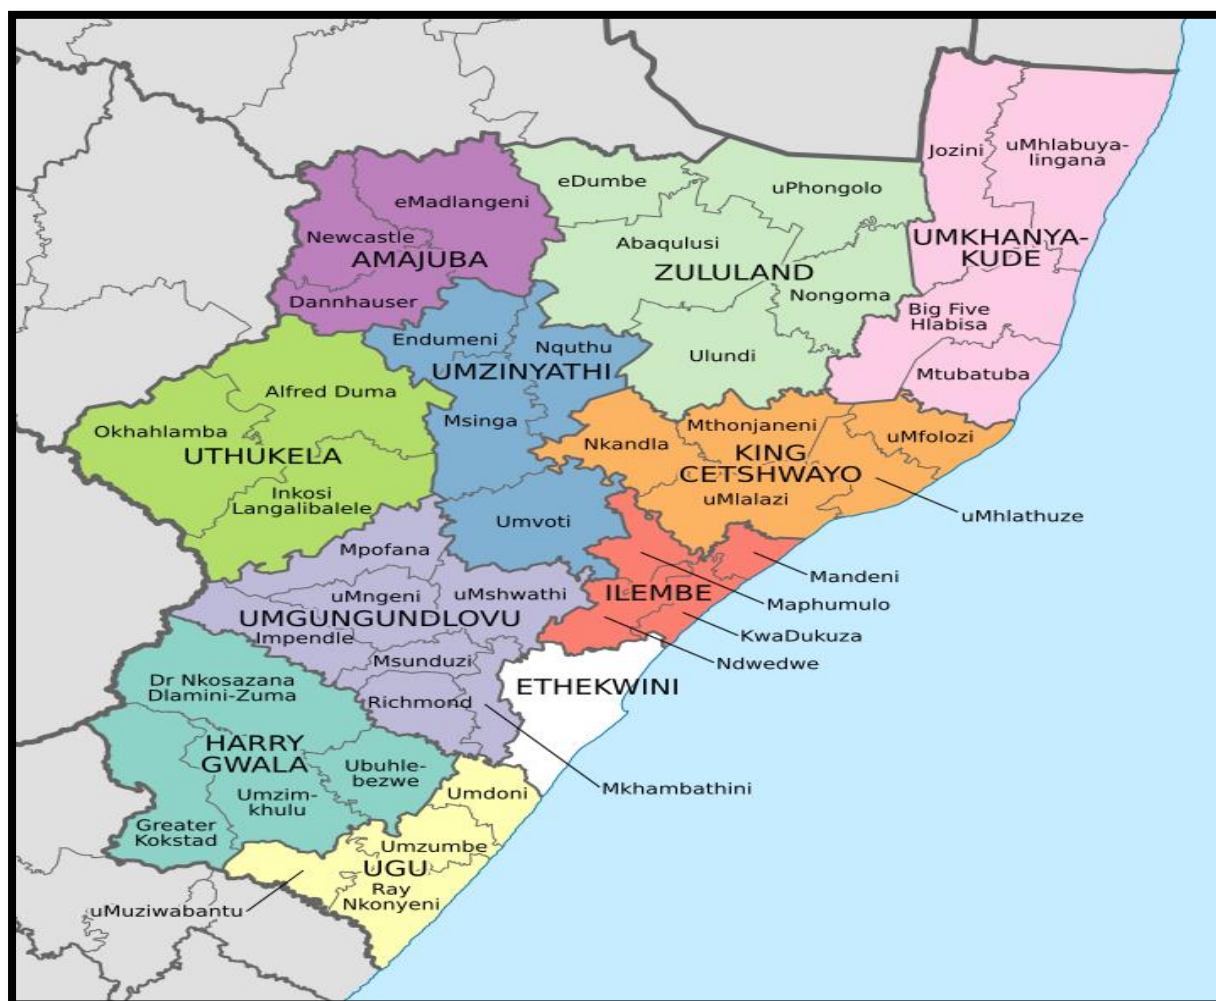 Jozini
uMhlabuya-
lingana
eDumbe
uPhongolo
eMadlangeni
Newcastle
AMAJUBA
Abaqulusi
ZULULAND
UMKHANYA-
KUDE
Dannhauser
Nongoma
Big Five
Hlabisa
Endumeni
Nquthu
Ulundi
UMZINYATHI
Mtubatuba
Alfred Duma
Msinga
Okhahlamba
UTHUKELA
Nkandla
Mthonjaneni
uMfolozi
KING
CETSHWAYO
Inkosi
Langalibalele
uMlalazi
uMhlathuze
Umvoti
Mpofana
Mandeni
uMngeni
uMshwathi
ILEMBE
Maphumulo
UMGUNGUNDLOVU
Impendle
KwaDukuza
Msunduzi
Ndwedwe
Dr Nkosazana
Dlamini-Zuma
ETHEKWINI
Richmond
HARRY
GWALA
Ubuhle-
bezwe
Mkhambathini
Umzim-
khulu
Umdoni
Greater
Kokstad
Umzumbe
UGU
Ray
Nkonyeni
uMuziwabantu